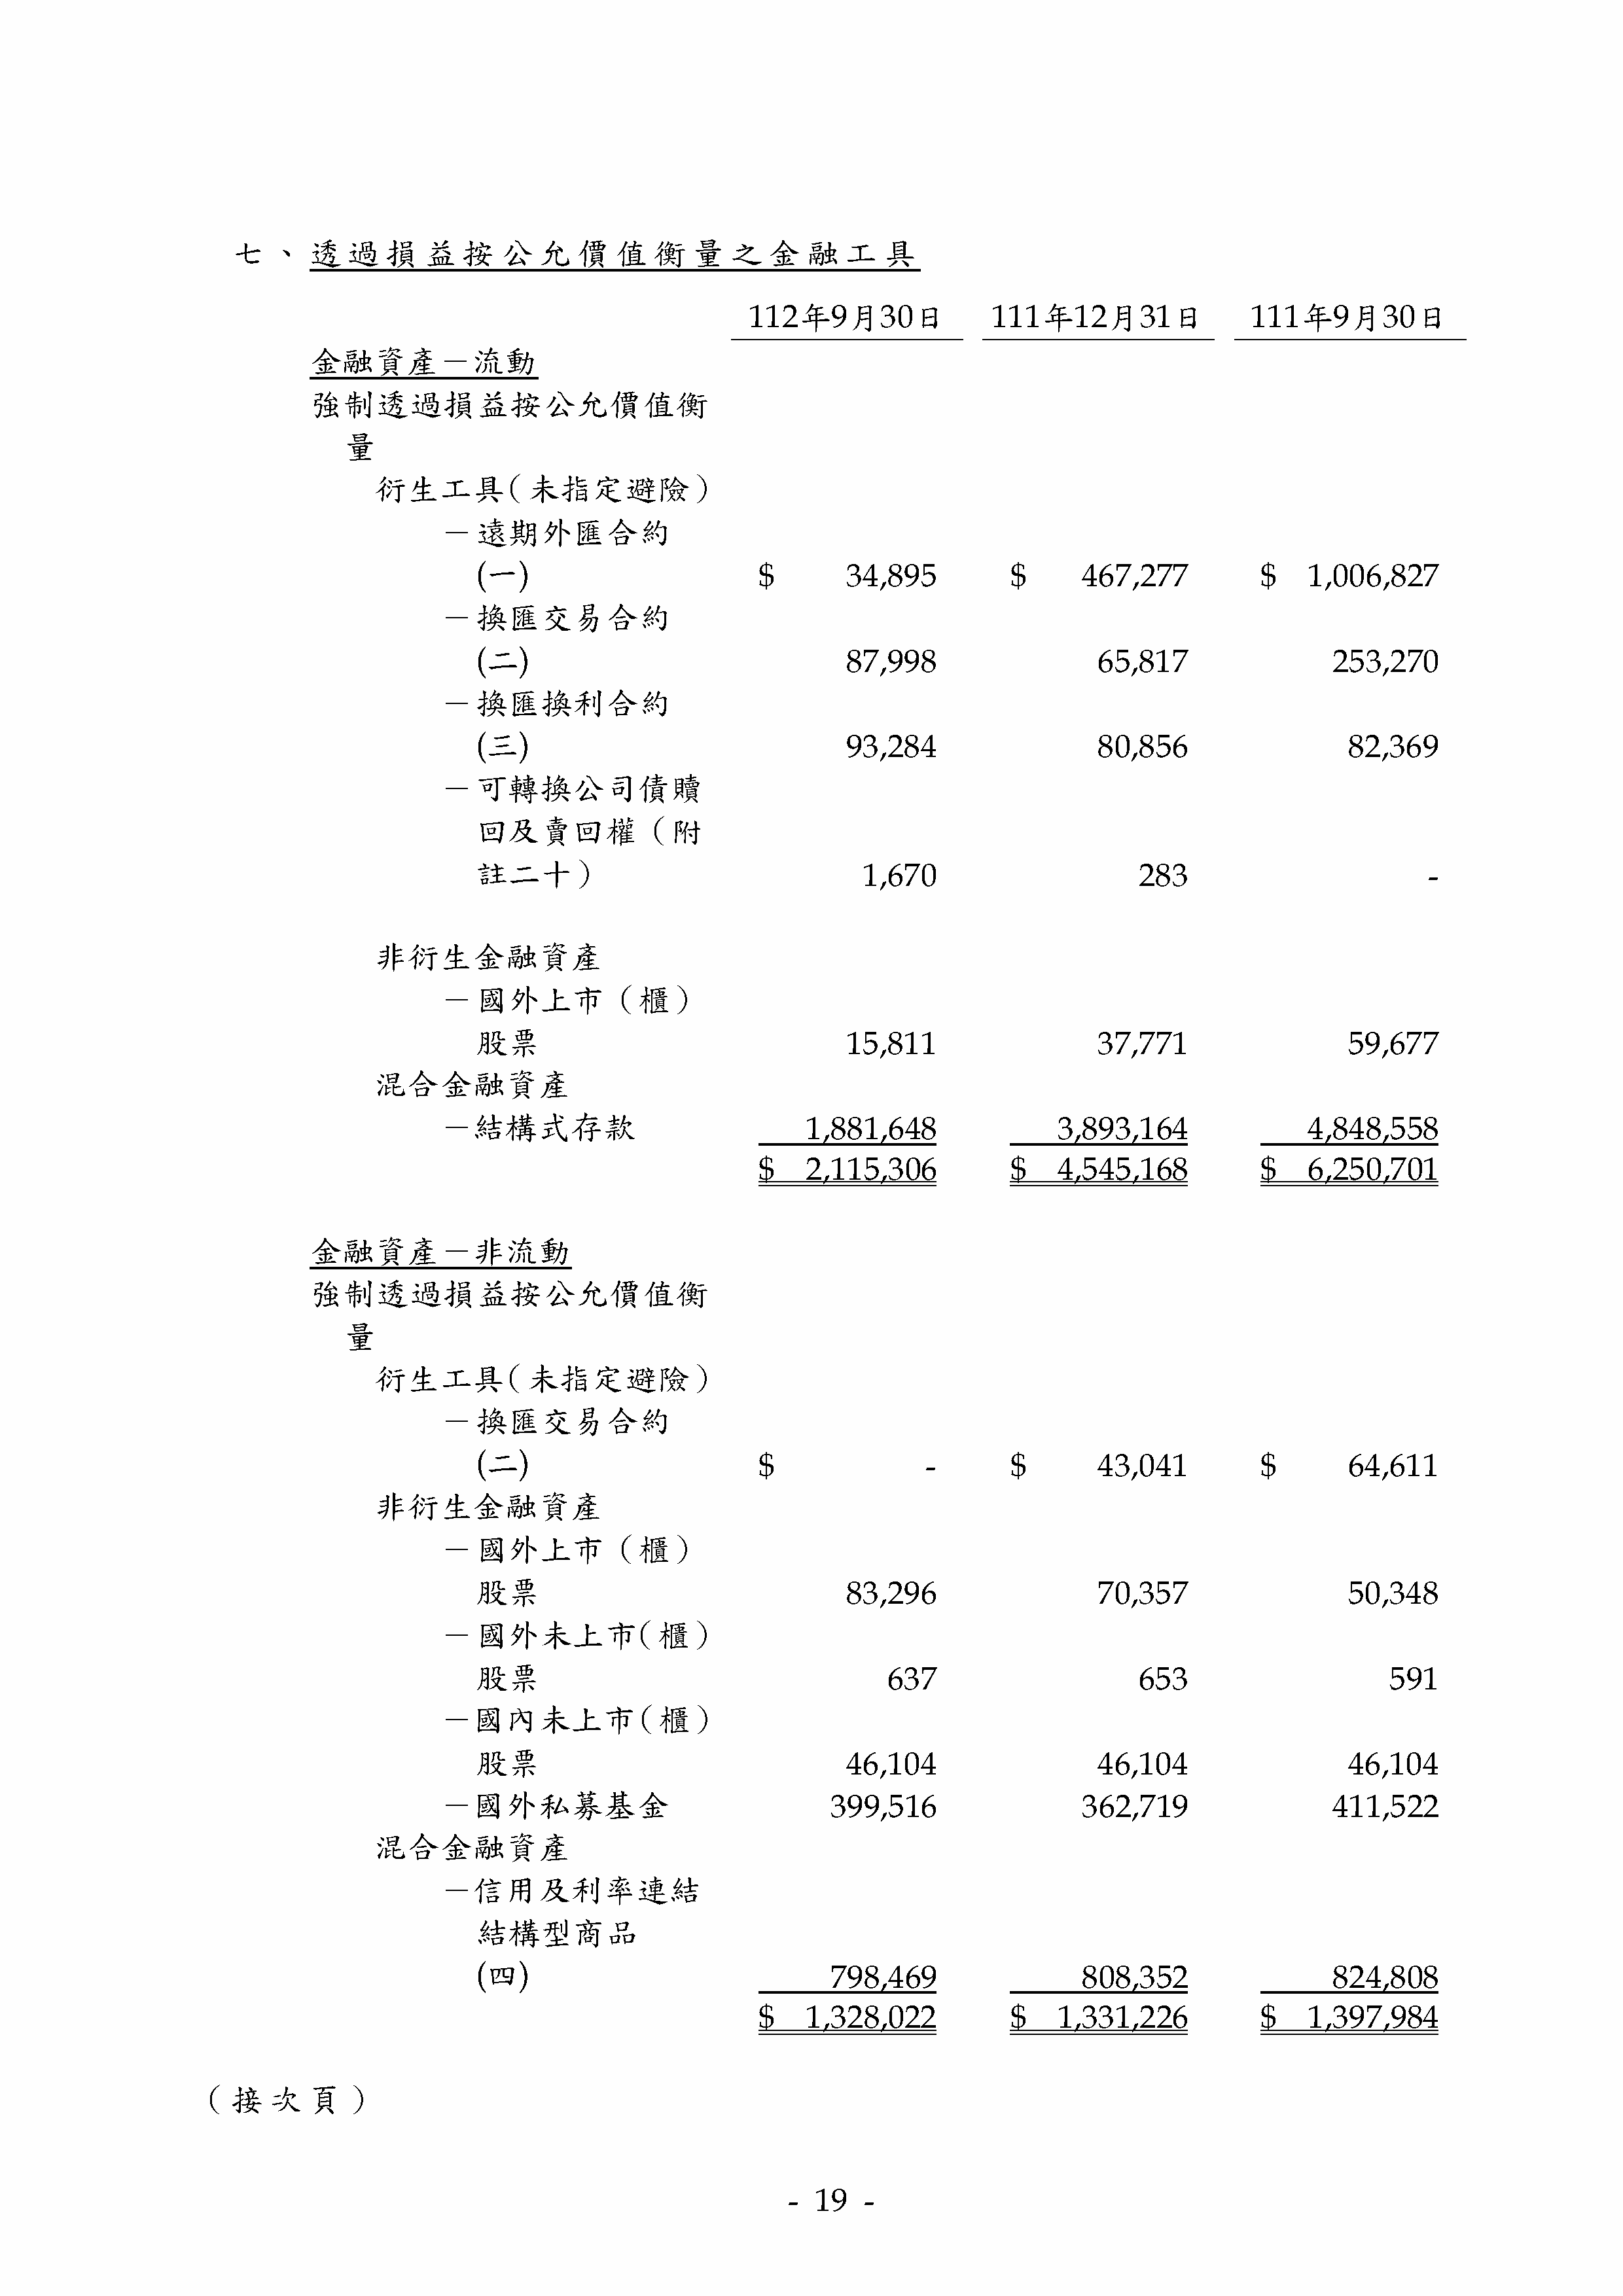 七、透過損益按公允價值衡量之金融工具
112年9月30日 111年12月31日 111年9月30日
金融資產－流動
強制透過損益按公允價值衡
量
衍生工具(未指定避險)
－遠期外匯合約
(一) $ 34,895 $ 467,277 $ 1,006,827
－換匯交易合約
(二) 87,998 65,817 253,270
－換匯換利合約
(三) 93,284 80,856 82,369
－可轉換公司債贖
回及賣回權（附
註二十） 1,670 283 -
非衍生金融資產
－國外上市（櫃）
股票 15,811 37,771 59,677
混合金融資產
－結構式存款 1,881,648 3,893,164 4,848,558
$ 2,115,306 $ 4,545,168 $ 6,250,701
金融資產－非流動
強制透過損益按公允價值衡
量
衍生工具(未指定避險)
－換匯交易合約
(二) $ - $ 43,041 $ 64,611
非衍生金融資產
－國外上市（櫃）
股票 83,296 70,357 50,348
－國外未上市(櫃)
股票 637 653 591
－國內未上市(櫃)
股票 46,104 46,104 46,104
－國外私募基金 399,516 362,719 411,522
混合金融資產
－信用及利率連結
結構型商品
(四) 798,469 808,352 824,808
$ 1,328,022 $ 1,331,226 $ 1,397,984
（接次頁）
- 19 -